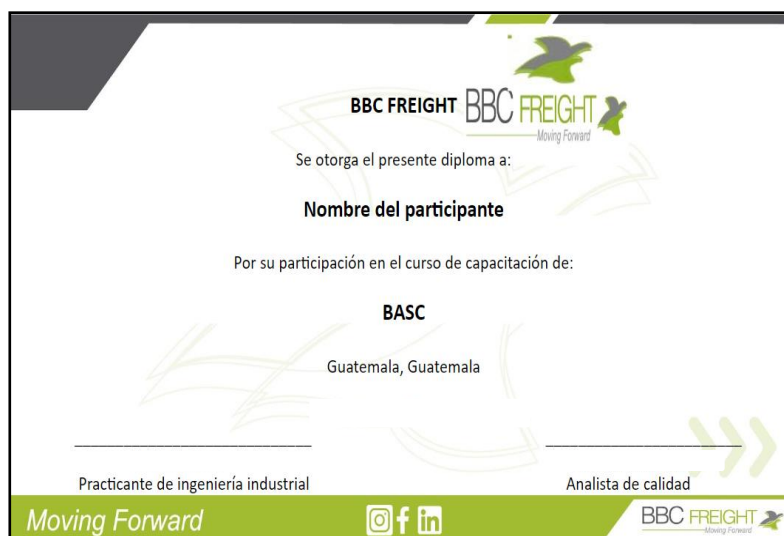 BBC FREIGHT BBC FREIGHT
Moving Forward
Se otorga el presente diploma a:
Nombre del participante
Por su participación en el curso de capacitación de:
BASC
Guatemala, Guatemala
Practicante de ingeniería industrial
Analista de calidad
Moving Forward
f in
BBC FREIGHT
Moving Forward